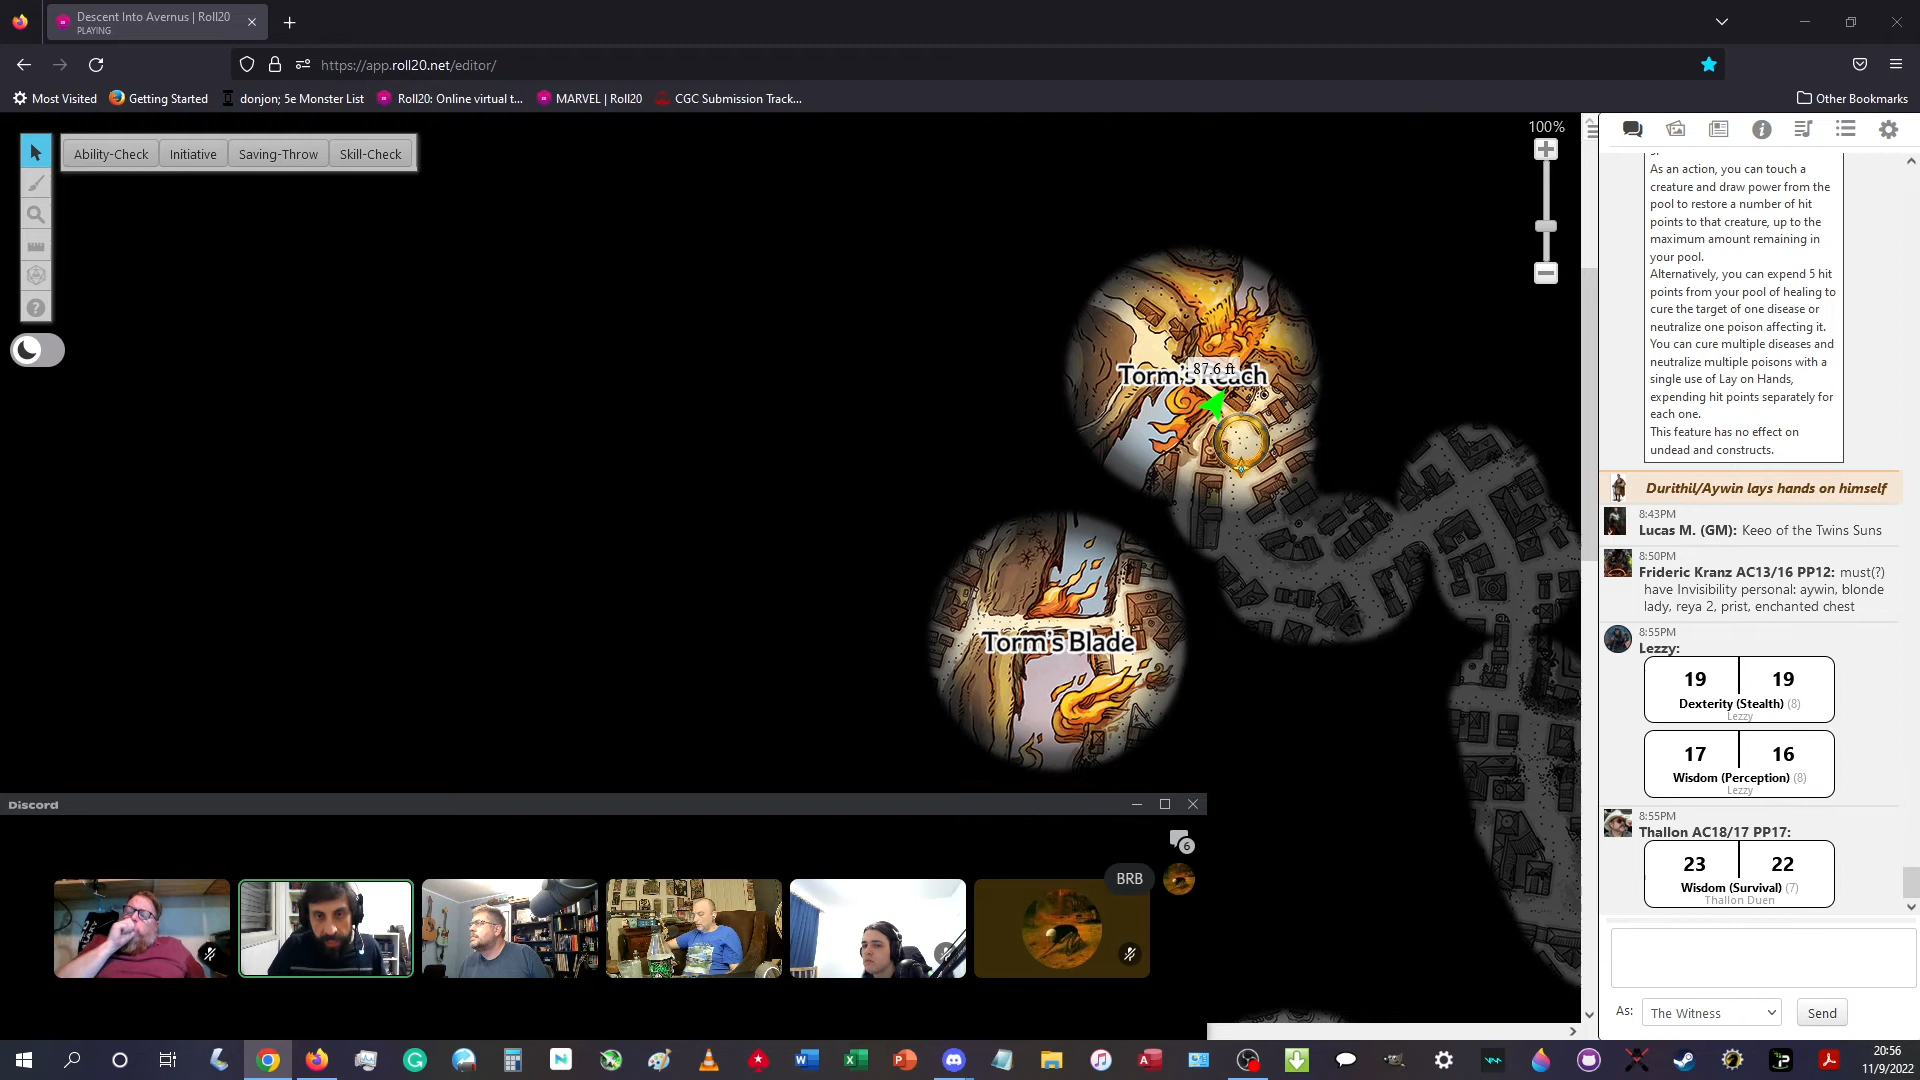 Descent Into Avernus | Roll20
PLAYING
https://app.roll20.net/editor/
Most Visited
Getting Started
donjon; 5e Monster List
Roll20: Online virtual t...
MARVEL | Roll20
CGC Submission Track...
Other Bookmarks
Ability-Check
Initiative
Saving-Throw
Skill-Check
100%
Torm's Reach
87.6 ft
Torm's Blade
As an action, you can touch a
creature and draw power from the
pool to restore a number of hit
points to that creature, up to the
maximum amount remaining in
your pool.
Alternatively, you can expend 5 hit
points from your pool of healing to
cure the target of one disease or
neutralize one poison affecting it.
You can cure multiple diseases and
neutralize multiple poisons with a
single use of Lay on Hands,
expending hit points separately for
each one.
This feature has no effect on
undead and constructs.
Durithil/Aywin lays hands on himself
8:43PM
Lucas M. (GM): Keeo of the Twins Suns
8:50PM
Frideric Kranz AC13/16 PP12: must(?)
have Invisibility personal: aywin, blonde
lady, reya 2, prist, enchanted chest
8:55PM
Lezzy:
19 19
Dexterity (Stealth) (8)
Lezzy
17 16
Wisdom (Perception) (8)
Lezzy
8:55PM
Thallon AC18/17 PP17:
23 22
Wisdom (Survival) (7)
Thallon Duen
As:
The Witness
Send
Discord
6
BRB
20:56
11/9/2022